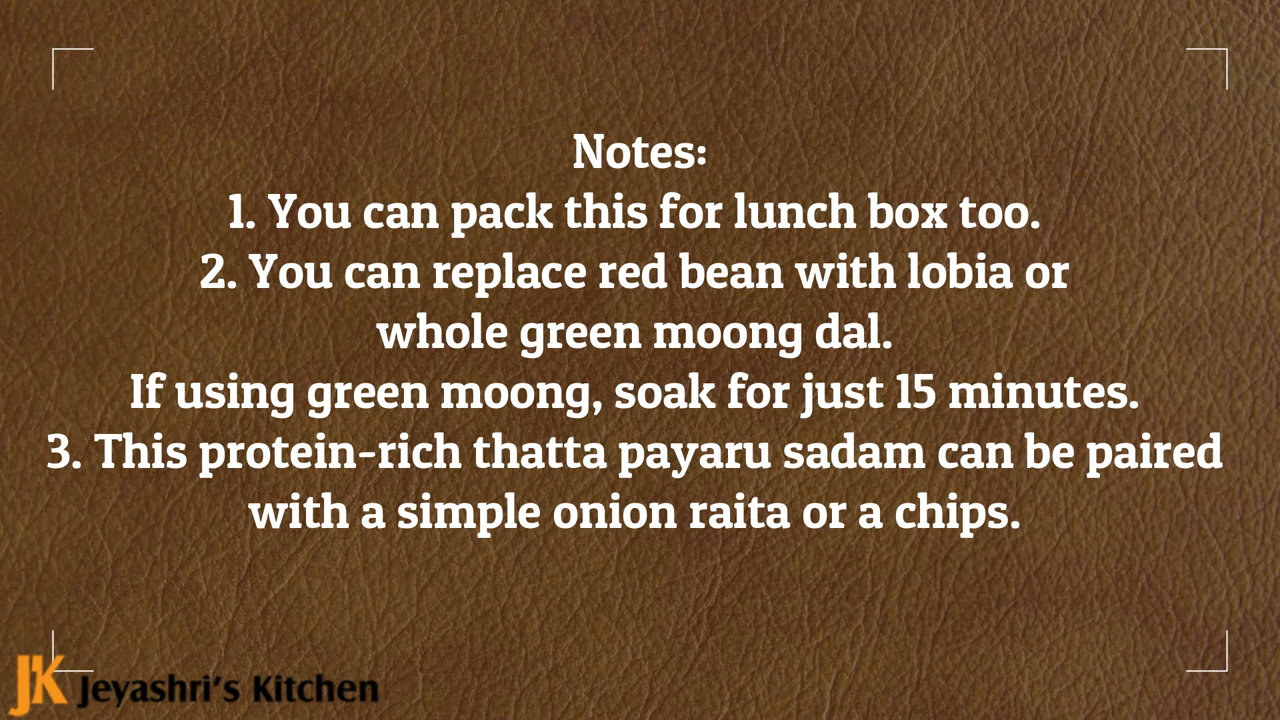 Notes:
1. You can pack this for lunch box too.
2. You can replace red bean with lobia or
whole green moong dal.
If using green moong, soak for just 15 minutes.
3. This protein-rich thatta payaru sadam can be paired
with a simple onion raita or a chips.
JK Jeyashri's Kitchen